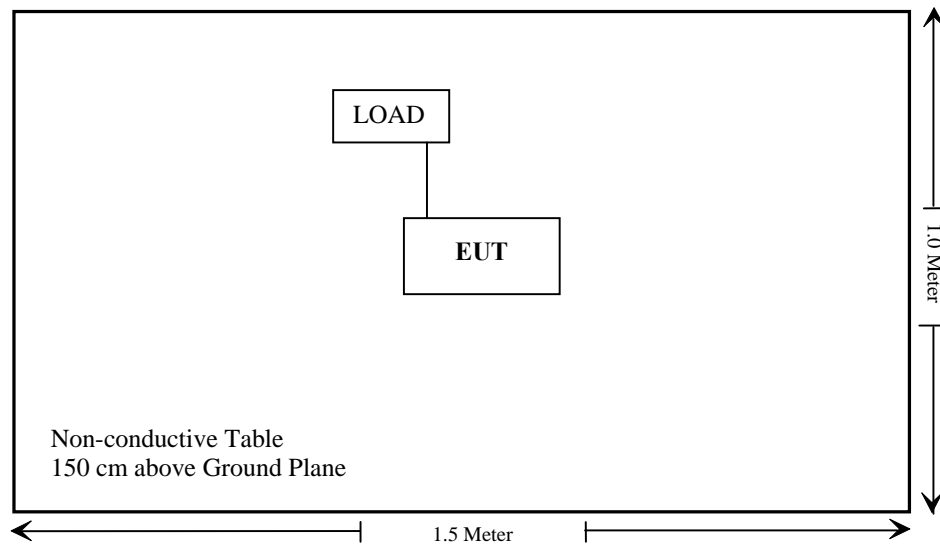 LOAD
EUT
1.0 Meter
Non-conductive Table
150 cm above Ground Plane
1.5 Meter